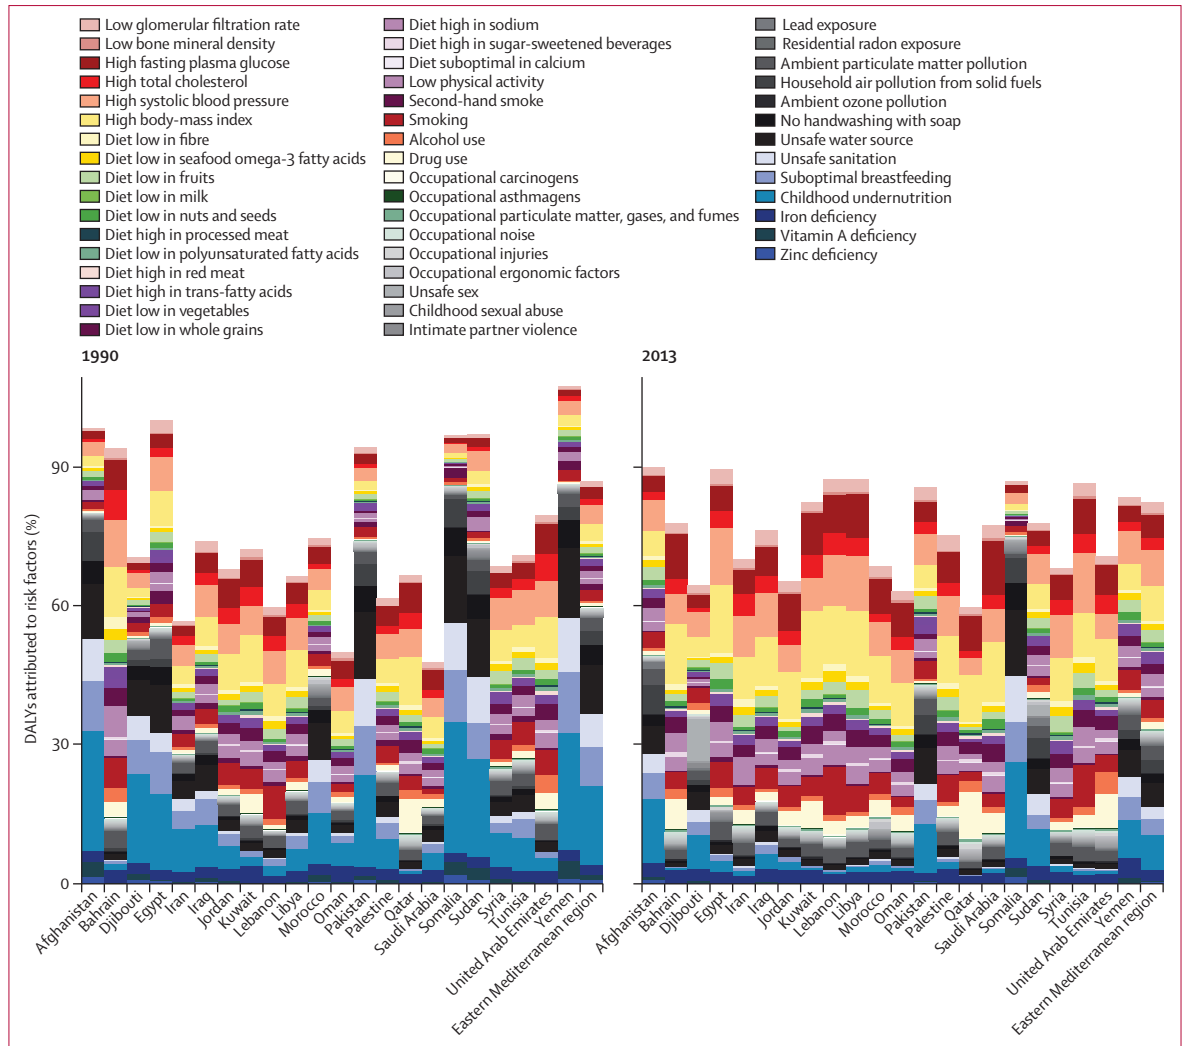 Low glomerular filtration rate
Low bone mineral density
High fasting plasma glucose
High total cholesterol
High systolic blood pressure
High body-mass index
Diet low in fibre
Diet low in seafood omega-3 fatty acids
Diet low in fruits
Diet low in milk
Diet low in nuts and seeds
Diet high in processed meat
Diet low in polyunsaturated fatty acids
Diet high in red meat
Diet high in trans-fatty acids
Diet low in vegetables
Diet low in whole grains
Diet high in sodium
Diet high in sugar-sweetened beverages
Diet suboptimal in calcium
Low physical activity
Second-hand smoke
Smoking
Alcohol use
Drug use
Occupational carcinogens
Occupational asthmagens
Occupational particulate matter, gases, and fumes
Occupational noise
Occupational injuries
Occupational ergonomic factors
Unsafe sex
Childhood sexual abuse
Intimate partner violence
Lead exposure
Residential radon exposure
Ambient particulate matter pollution
Household air pollution from solid fuels
Ambient ozone pollution
No handwashing with soap
Unsafe water source
Unsafe sanitation
Suboptimal breastfeeding
Childhood undernutrition
Iron deficiency
Vitamin A deficiency
Zinc deficiency
1990
DALYs attributed to risk factors (%)
90
60
30
0
Afghanistan
Bahrain
Djibouti
Egypt
Iran
Iraq
Jordan
Kuwait
Lebanon
Libya
Morocco
Oman
Pakistan
Palestine
Qatar
Saudi Arabia
Somalia
Sudan
Syria
Tunisia
United Arab Emirates
Yemen
Eastern Mediterranean region
2013
90
60
30
0
Afghanistan
Bahrain
Djibouti
Egypt
Iran
Iraq
Jordan
Kuwait
Lebanon
Libya
Morocco
Oman
Pakistan
Palestine
Qatar
Saudi Arabia
Somalia
Sudan
Syria
Tunisia
United Arab Emirates
Yemen
Eastern Mediterranean region